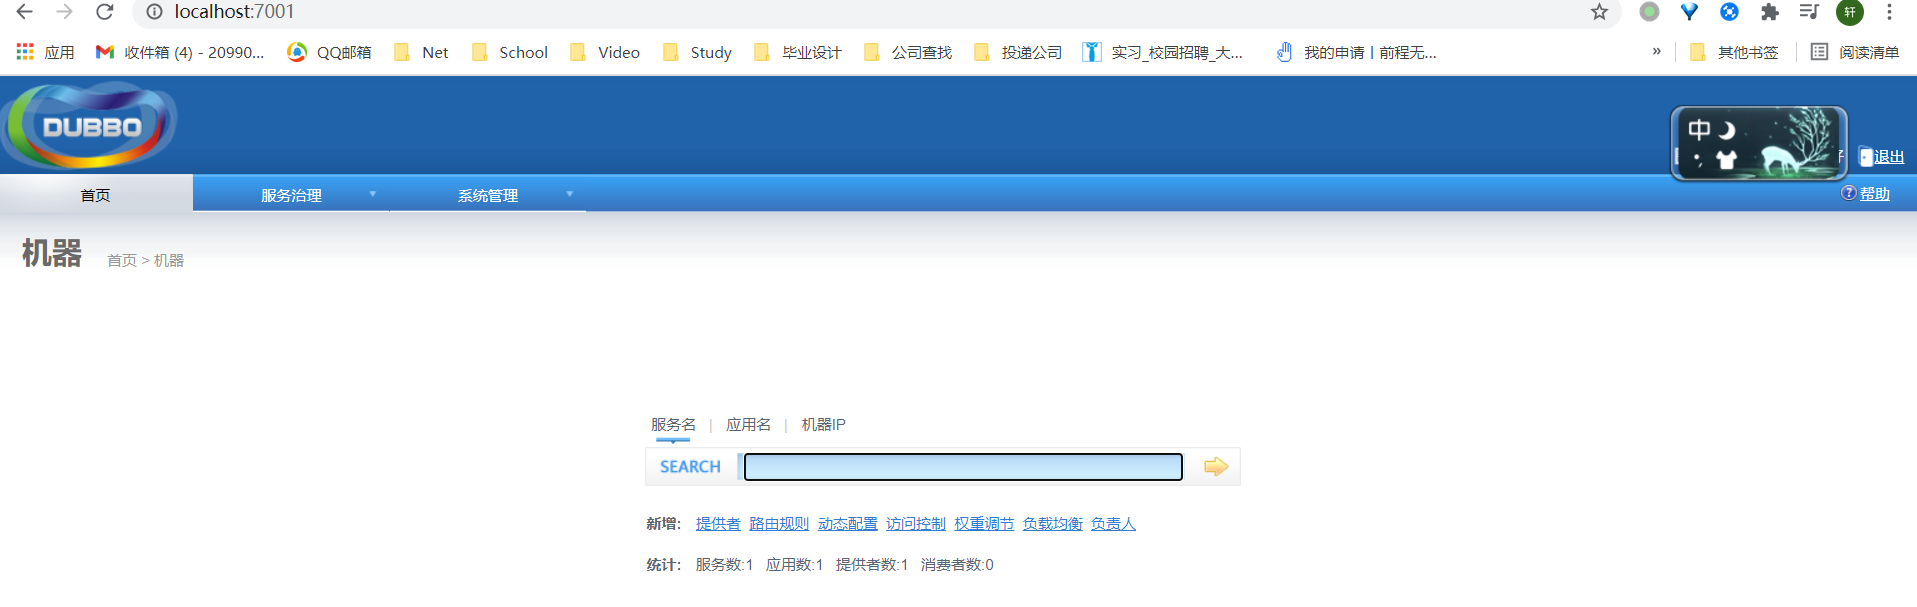 localhost:7001
轩
应用 收件箱 (4) - 20990... QQ邮箱 Net School Video Study 毕业设计 公司查找 投递公司 实习_校园招聘_大... 我的申请丨前程无... » 其他书签 阅读清单
DUBBO
中
退出
首页 服务治理 系统管理 帮助
机器 首页 > 机器
服务名 | 应用名 | 机器IP
SEARCH
新增: 提供者 路由规则 动态配置 访问控制 权重调节 负载均衡 负责人
统计: 服务数:1 应用数:1 提供者数:1 消费者数:0